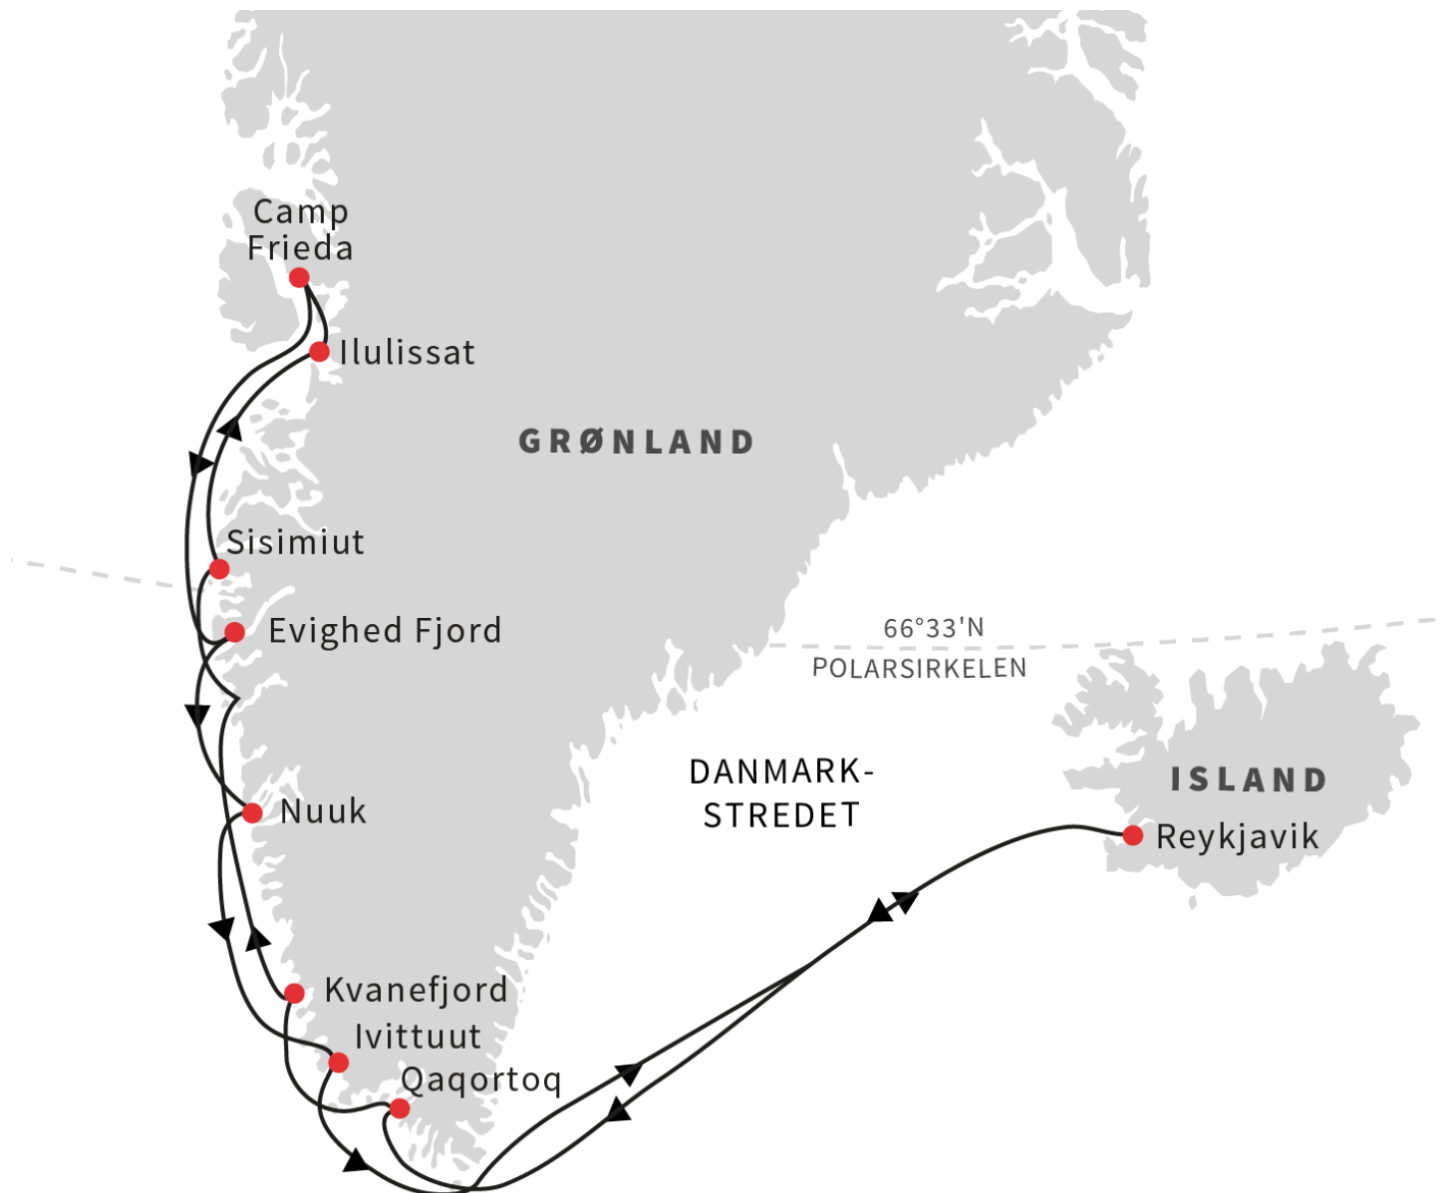 Camp
Frieda
Ilulissat
GRØNLAND
Sisimiut
Evighed Fjord
66°33'N
POLARSIRKELEN
DANMARK-
STREDET
ISLAND
Nuuk
Reykjavik
Kvanefjord
Ivittuut
Qaqortoq